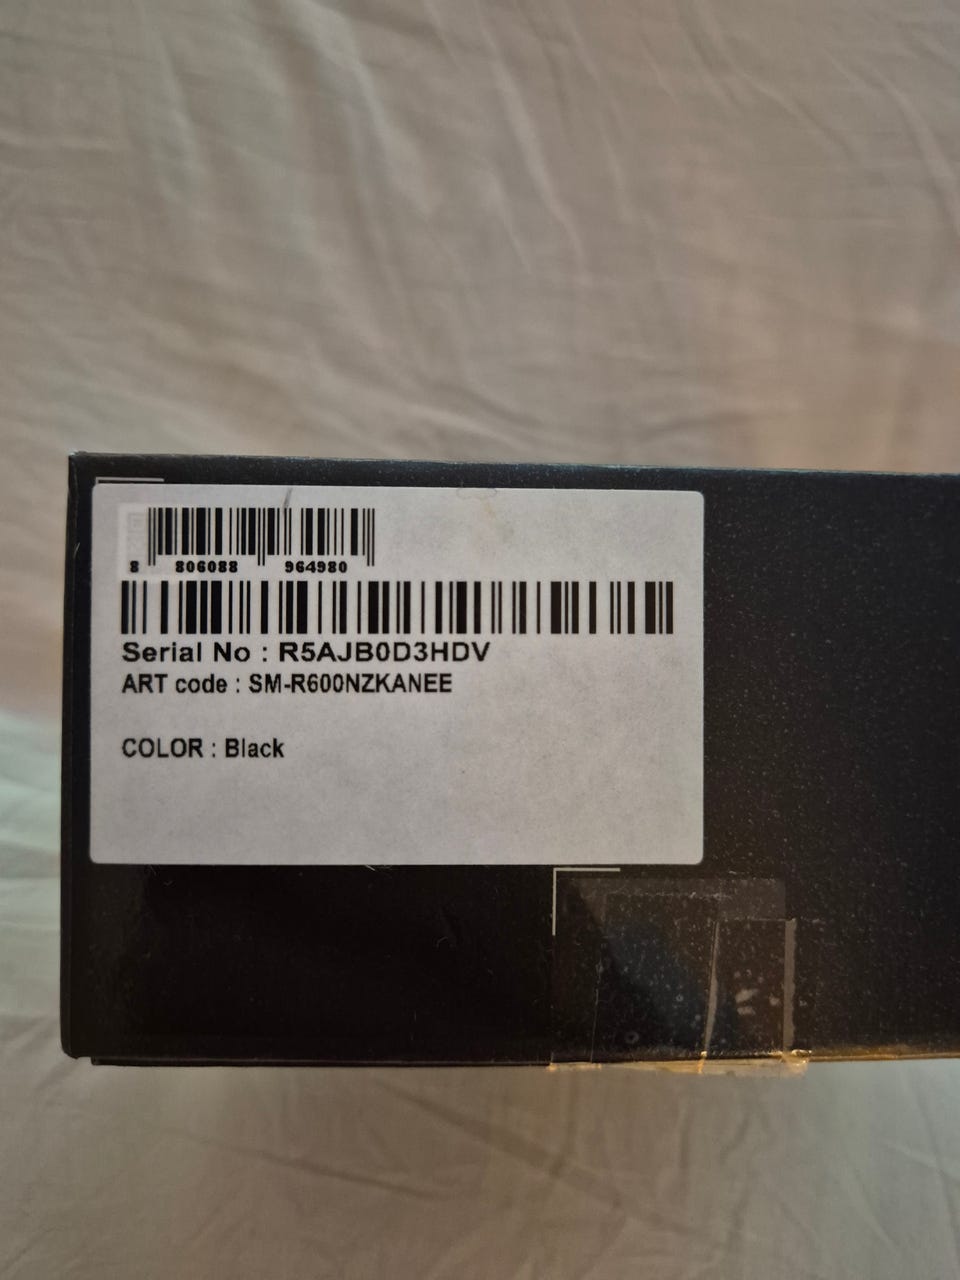 8 806088 964980
Serial No : R5AJB0D3HDV
ART code : SM-R600NZKANEE
COLOR : Black